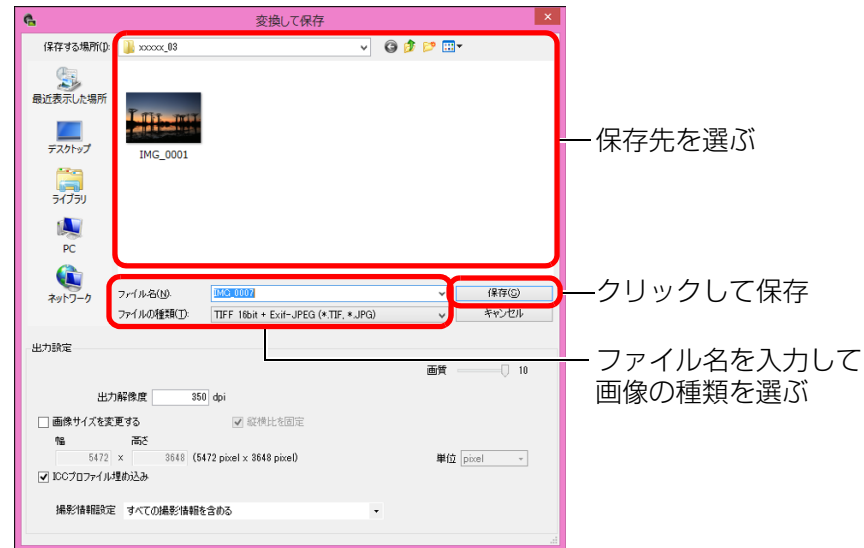 変換して保存
保存する場所(I):
xxxxx_03
最近表示した場所
デスクトップ
ライブラリ
PC
ネットワーク
IMG_0001
保存先を選ぶ
ファイル名(N):
IMG_0007
保存(S)
クリックして保存
ファイルの種類(T):
TIFF 16bit + Exif-JPEG (*.TIF, *.JPG)
キャンセル
ファイル名を入力して
画像の種類を選ぶ
出力設定
画質
10
出力解像度
350
dpi
画像サイズを変更する
縦横比を固定
幅
高さ
5472 x 3648 (5472 pixel x 3648 pixel)
単位
pixel
ICCプロファイル埋め込み
撮影情報設定
すべての撮影情報を含める